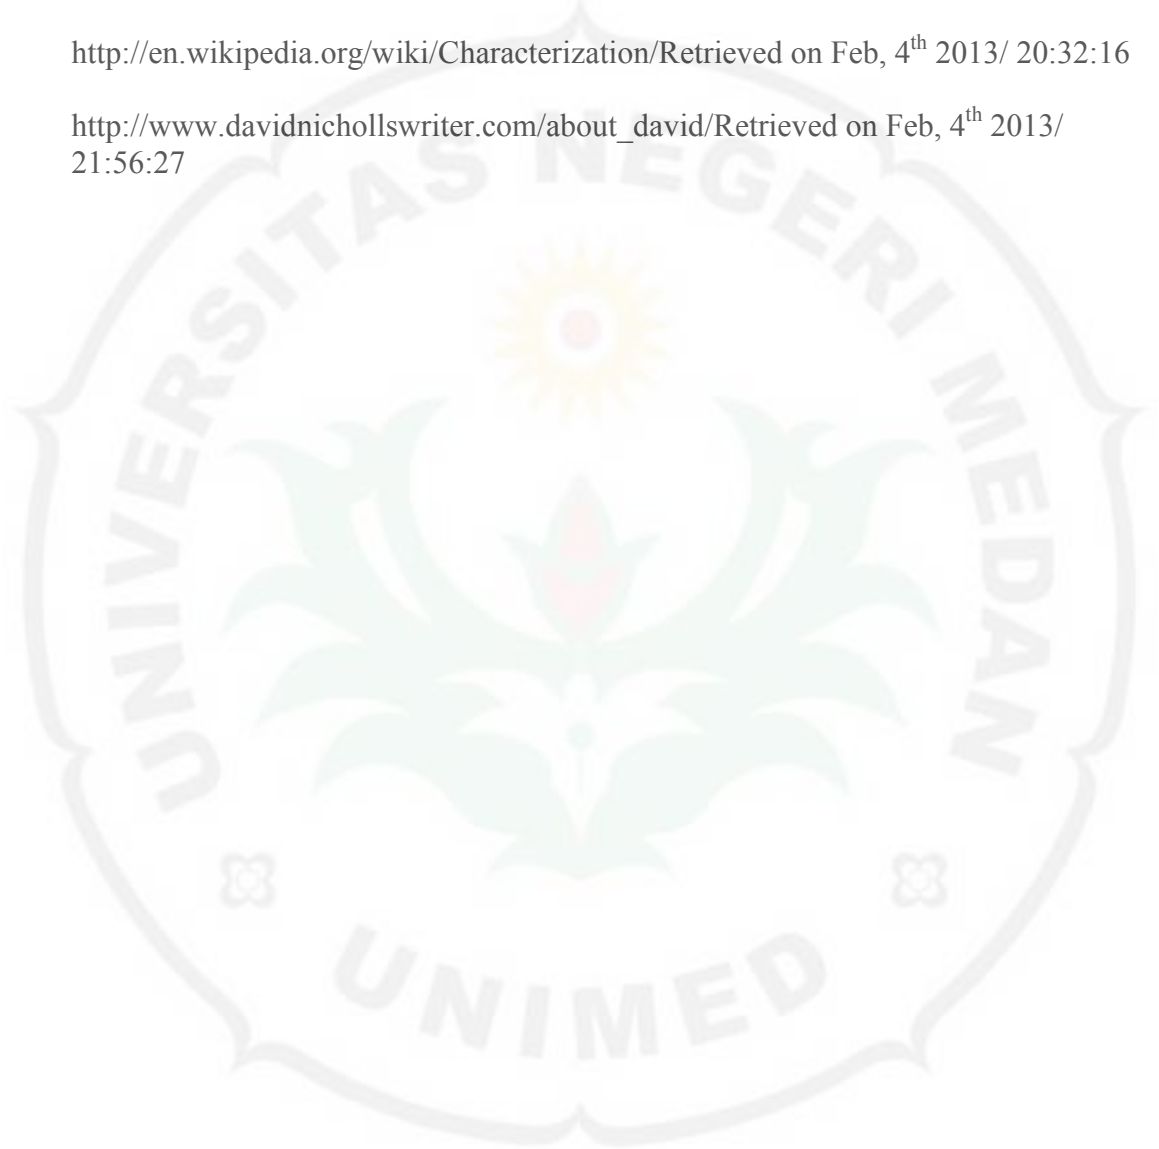 http://en.wikipedia.org/wiki/Characterization/Retrieved on Feb, 4th 2013/ 20:32:16
http://www.davidnichollswriter.com/about_david/Retrieved on Feb, 4th 2013/
21:56:27
UNIVERSITAS NEGERI MEDAN
UNIMED